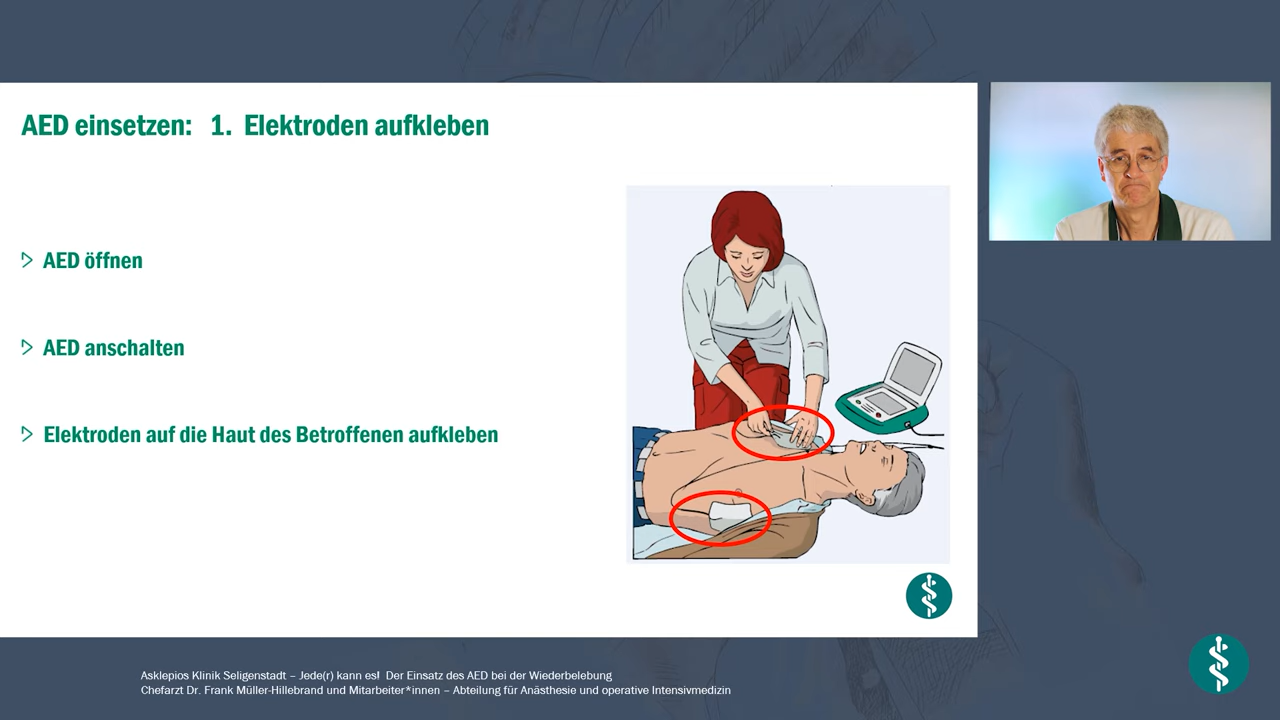 AED einsetzen: 1. Elektroden aufkleben
AED öffnen
AED anschalten
Elektroden auf die Haut des Betroffenen aufkleben
Asklepios Klinik Seligenstadt – Jede(r) kann es! Der Einsatz des AED bei der Wiederbelebung
Chefarzt Dr. Frank Müller-Hillebrand und Mitarbeiter*innen – Abteilung für Anästhesie und operative Intensivmedizin